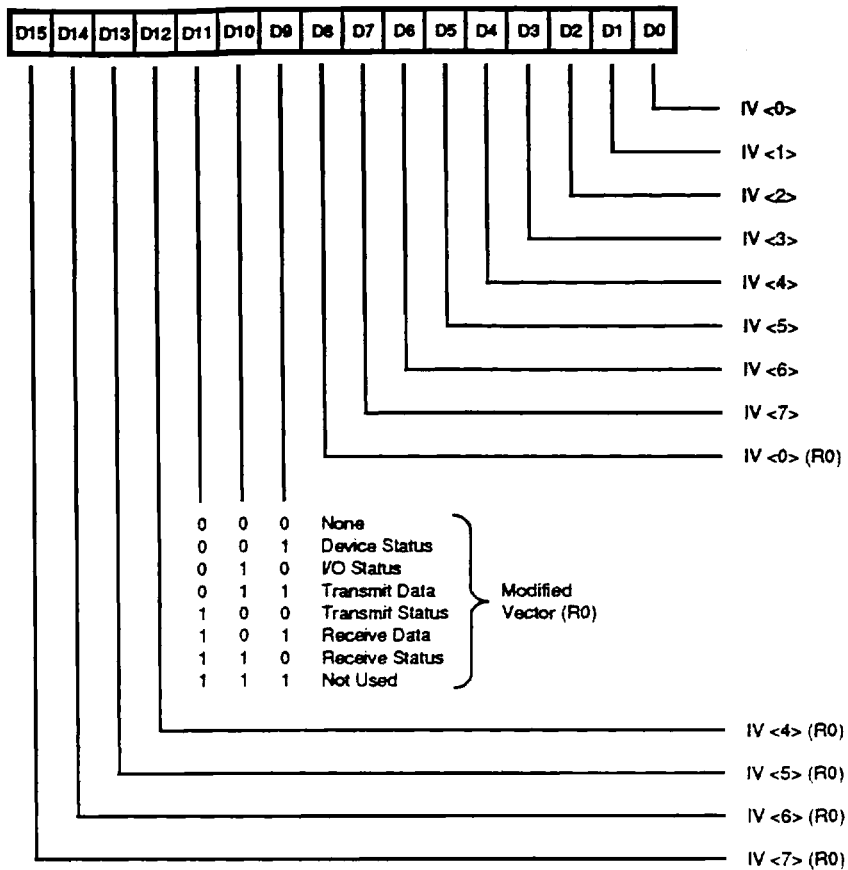 D15 D14 D13 D12 D11 D10 D9 D8 D7 D6 D5 D4 D3 D2 D1 D0
IV <0>
IV <1>
IV <2>
IV <3>
IV <4>
IV <5>
IV <6>
IV <7>
IV <0> (R0)
0 0 0 None
0 0 1 Device Status
0 1 0 I/O Status
0 1 1 Transmit Data
1 0 0 Transmit Status
1 0 1 Receive Data
1 1 0 Receive Status
1 1 1 Not Used
Modified
Vector (R0)
IV <4> (R0)
IV <5> (R0)
IV <6> (R0)
IV <7> (R0)